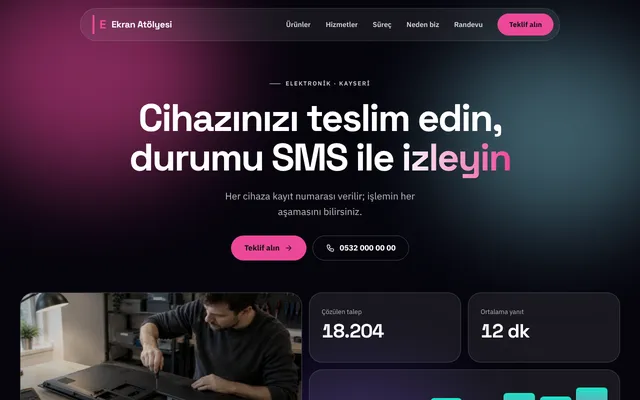 E Ekran Atölyesi
Ürünler Hizmetler Süreç Neden biz Randevu Teklif alın
ELEKTRONİK · KAYSERİ
Cihazınızı teslim edin,
durumu SMS ile izleyin
Her cihaza kayıt numarası verilir; işlemin her
aşamasını bilirsiniz.
Teklif alın → 0532 000 00 00
Çözülen talep
18.204
Ortalama yanıt
12 dk